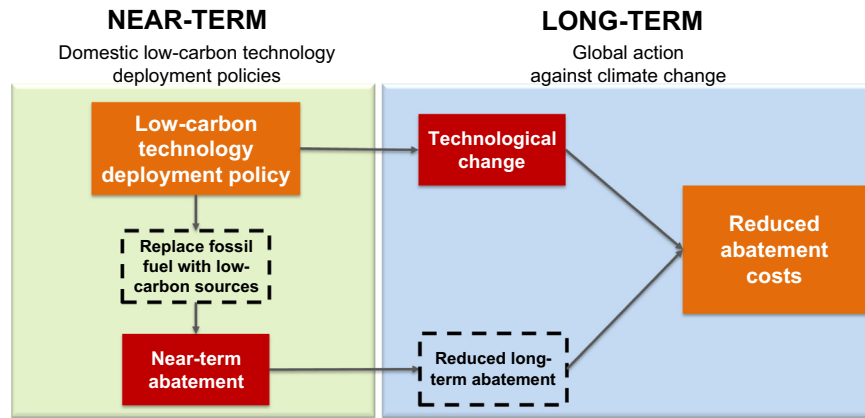 NEAR-TERM
Domestic low-carbon technology
deployment policies
LONG-TERM
Global action
against climate change
Low-carbon
technology
deployment policy
Technological
change
Replace fossil
fuel with low-
carbon sources
Reduced
abatement
costs
Near-term
abatement
Reduced long-
term abatement